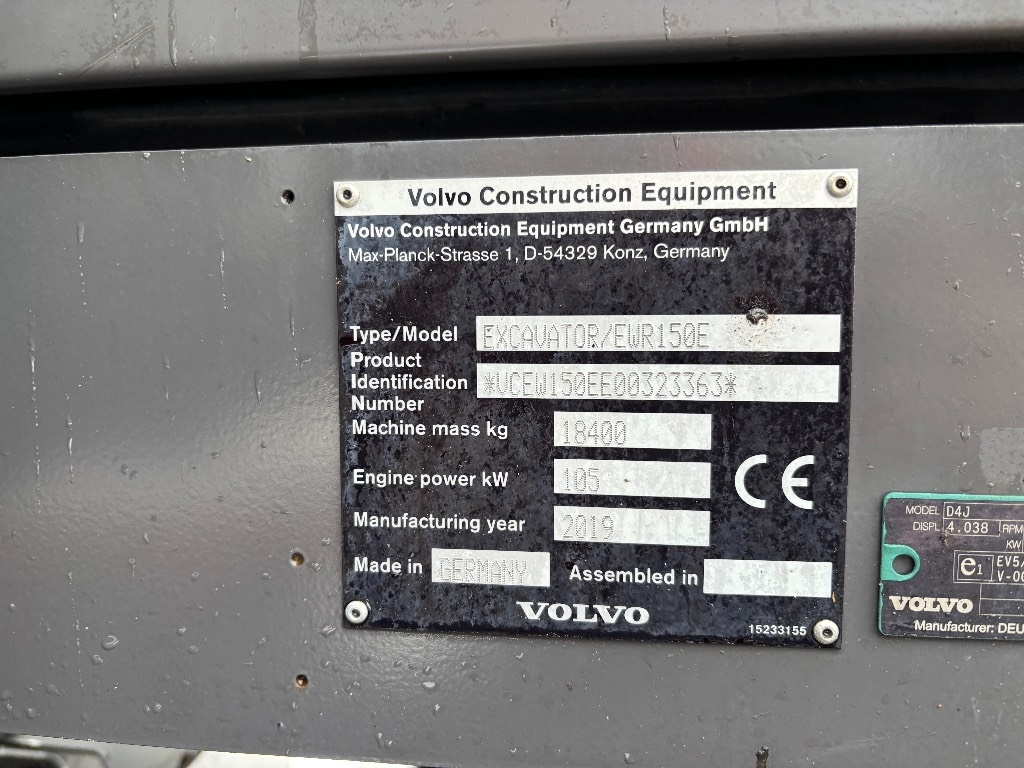 Volvo Construction Equipment
Volvo Construction Equipment Germany GmbH
Max-Planck-Strasse 1, D-54329 Konz, Germany
Type/Model EXCAVATOR/EWR150E
Product
Identification *VCEW150EE00323363*
Number
Machine mass kg 18400
Engine power kW 105
CE
Manufacturing year 2019
Made in GERMANY Assembled in
VOLVO
15233155
MODEL D4J
DISPL. 4.038 RPM
KW
e1 EV5/
V-00
VOLVO
Manufacturer: DEU